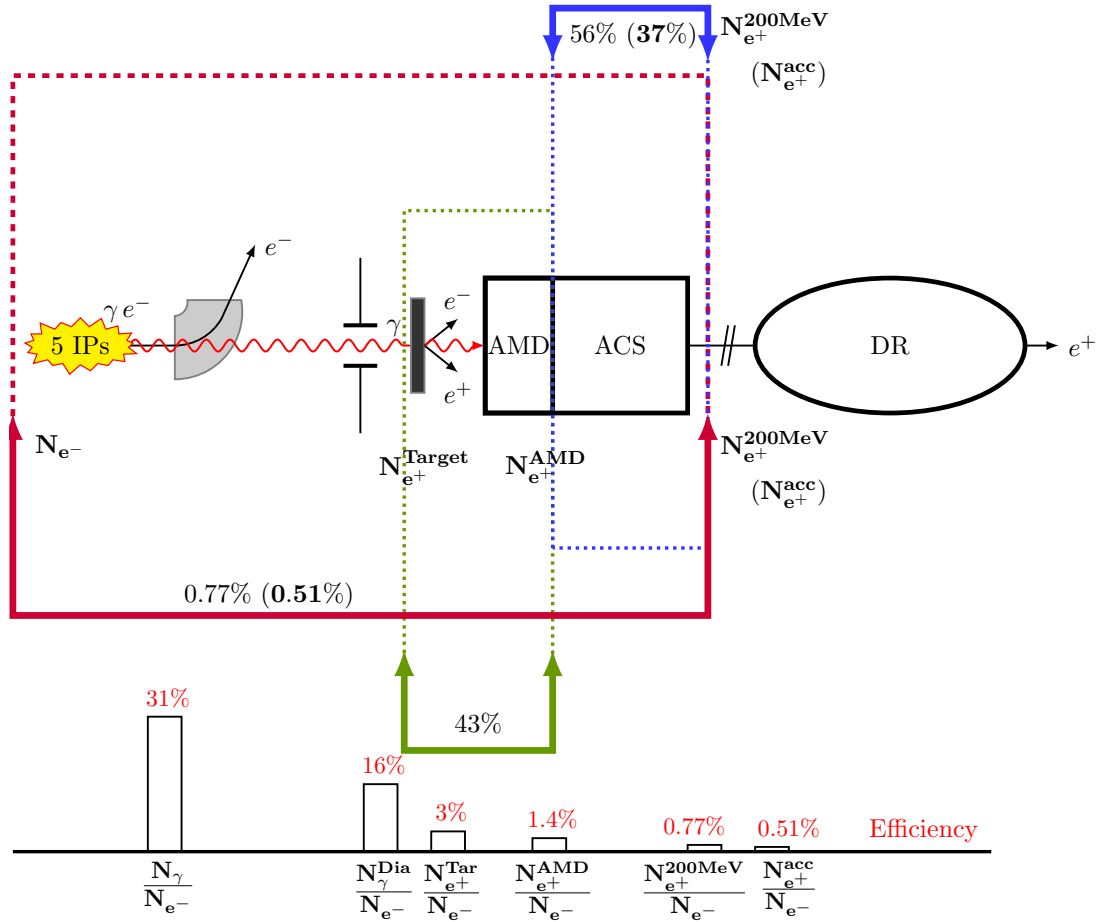 56% (37%)
N_{e+}^{200MeV}
(N_{e+}^{acc})
e^-
γ e^-
5 IPs
γ
e^-
e^+
AMD
ACS
DR
e^+
N_{e-}
N_{e+}^{Target}
N_{e+}^{AMD}
N_{e+}^{200MeV}
(N_{e+}^{acc})
0.77% (0.51%)
43%
31%
16%
3%
1.4%
0.77%
0.51%
Efficiency
N_γ / N_{e-}
N_γ^{Dia} / N_{e-}
N_{e+}^{Tar} / N_{e-}
N_{e+}^{AMD} / N_{e-}
N_{e+}^{200MeV} / N_{e-}
N_{e+}^{acc} / N_{e-}